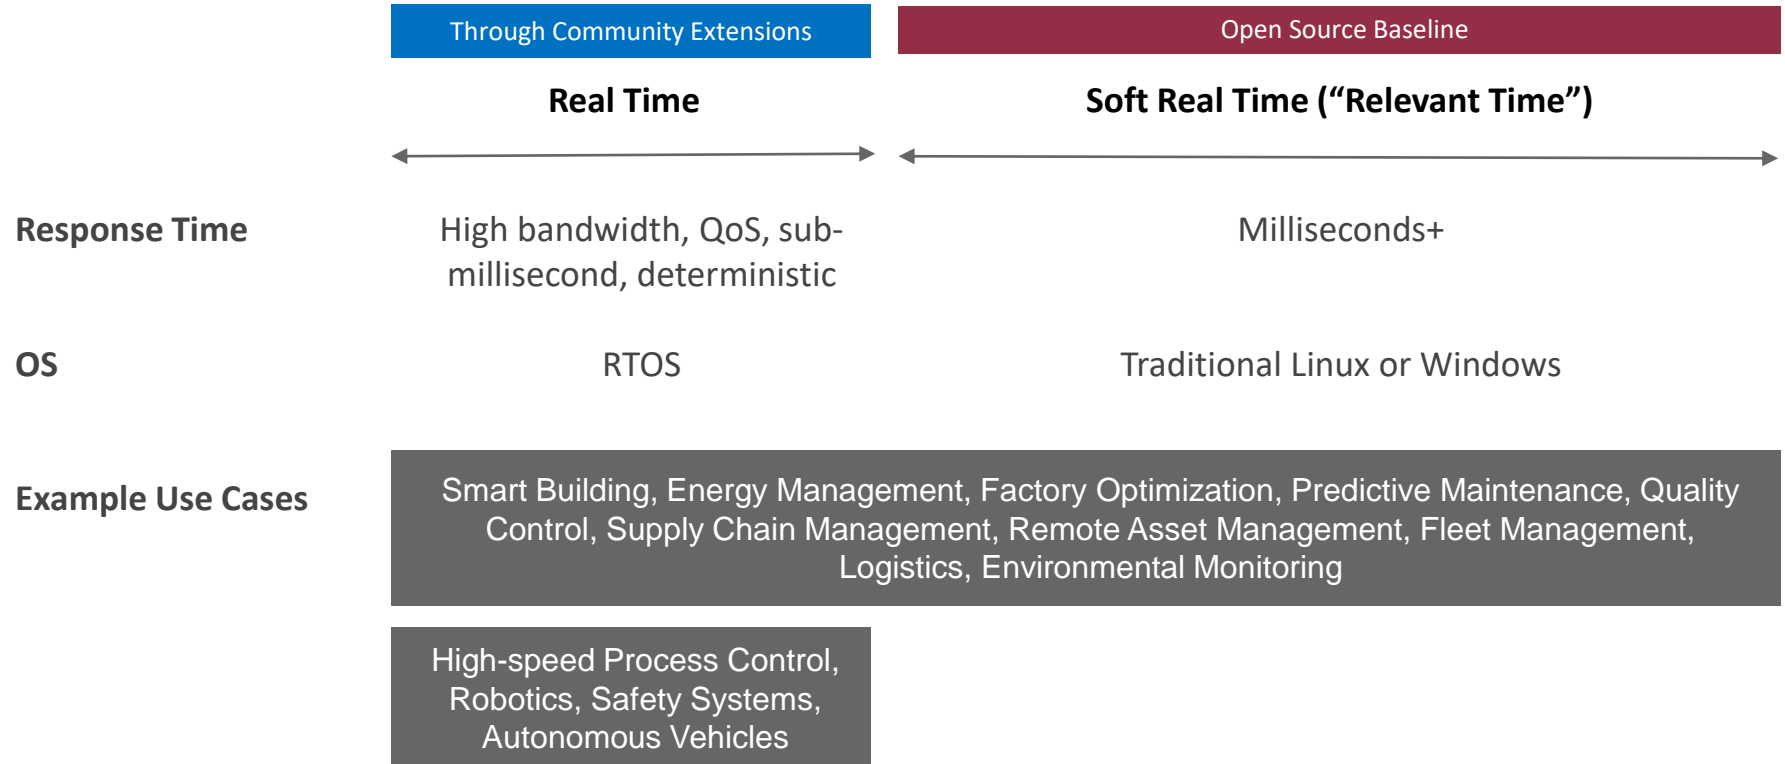 Through Community Extensions
Open Source Baseline
Real Time
Soft Real Time (“Relevant Time”)
Response Time
High bandwidth, QoS, sub-
millisecond, deterministic
Milliseconds+
OS
RTOS
Traditional Linux or Windows
Example Use Cases
Smart Building, Energy Management, Factory Optimization, Predictive Maintenance, Quality
Control, Supply Chain Management, Remote Asset Management, Fleet Management,
Logistics, Environmental Monitoring
High-speed Process Control,
Robotics, Safety Systems,
Autonomous Vehicles